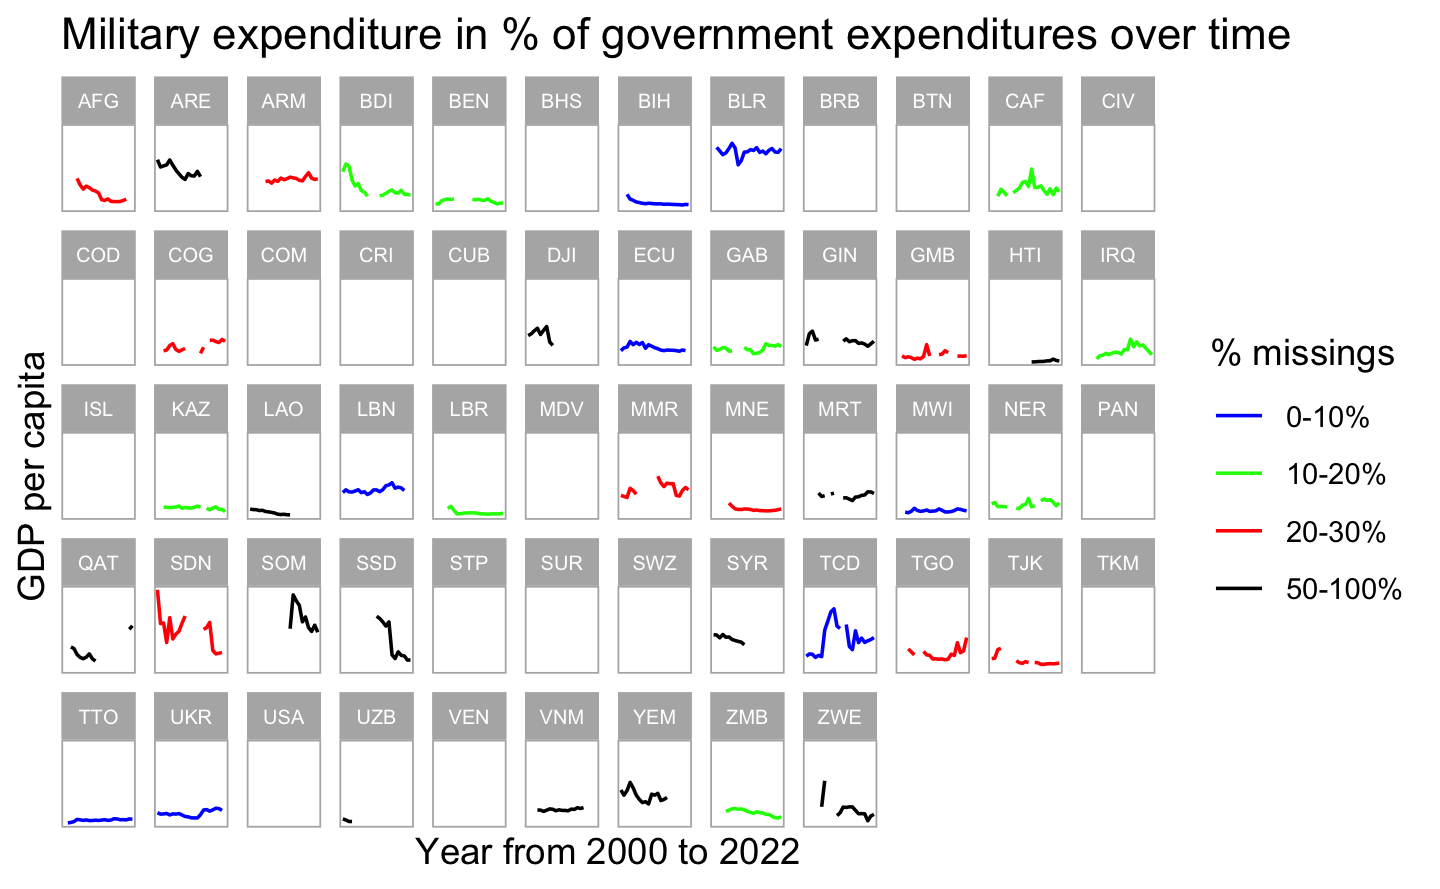 Military expenditure in % of government expenditures over time
AFG ARE ARM BDI BEN BHS BIH BLR BRB BTN CAF CIV
COD COG COM CRI CUB DJI ECU GAB GIN GMB HTI IRQ
ISL KAZ LAO LBN LBR MDV MMR MNE MRT MWI NER PAN
QAT SDN SOM SSD STP SUR SWZ SYR TCD TGO TJK TKM
TTO UKR USA UZB VEN VNM YEM ZMB ZWE
GDP per capita
Year from 2000 to 2022
% missings
0-10%
10-20%
20-30%
50-100%